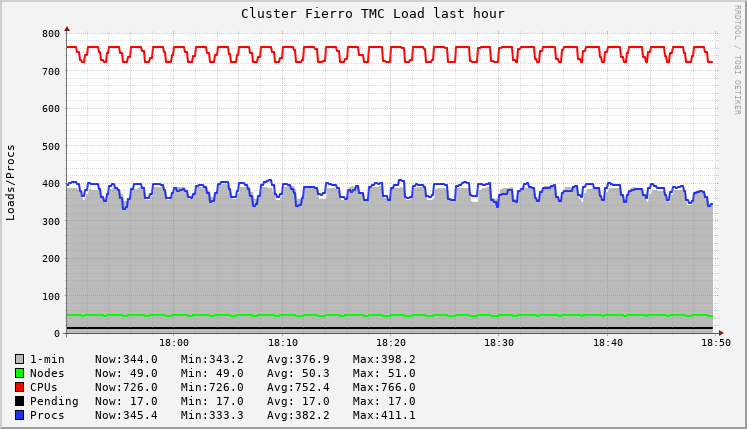 Cluster Fierro TMC Load last hour
RRDTOOL / TOBI OETIKER
Loads/Procs
800
700
600
500
400
300
200
100
0
18:00 18:10 18:20 18:30 18:40 18:50
1-min Now:344.0 Min:343.2 Avg:376.9 Max:398.2
Nodes Now: 49.0 Min: 49.0 Avg: 50.3 Max: 51.0
CPUs Now:726.0 Min:726.0 Avg:752.4 Max:766.0
Pending Now: 17.0 Min: 17.0 Avg: 17.0 Max: 17.0
Procs Now:345.4 Min:333.3 Avg:382.2 Max:411.1